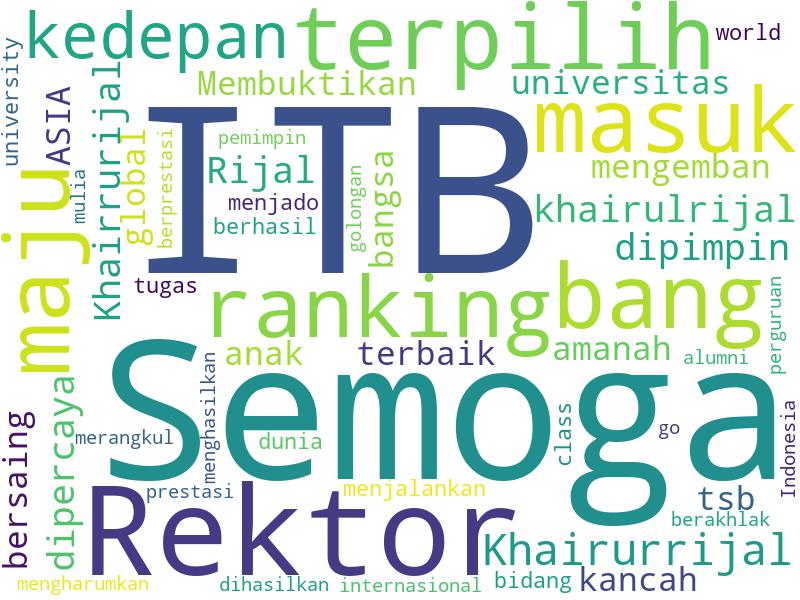 kedepan
terpilih
world
university
ASIA
Khairrurijal
Membuktikan
universitas
ITB
masuk
global
berprestasi
pemimpin
Rijal
menjado
berhasil
golongan
bangsa
mengemban
khairulrijal
dipimpin
maju
mulia
tugas
ranking
bang
perguruan
anak
terbaik
amanah
alumni
Semoga
menghasilkan
dipercaya
merangkul
dunia
class
go
Indonesia
bersaing
prestasi
menjalankan
tsb
berakhlak
Rektor
Khairurrijal
mengharumkan
dihasilkan
internasional
bidang
kancah